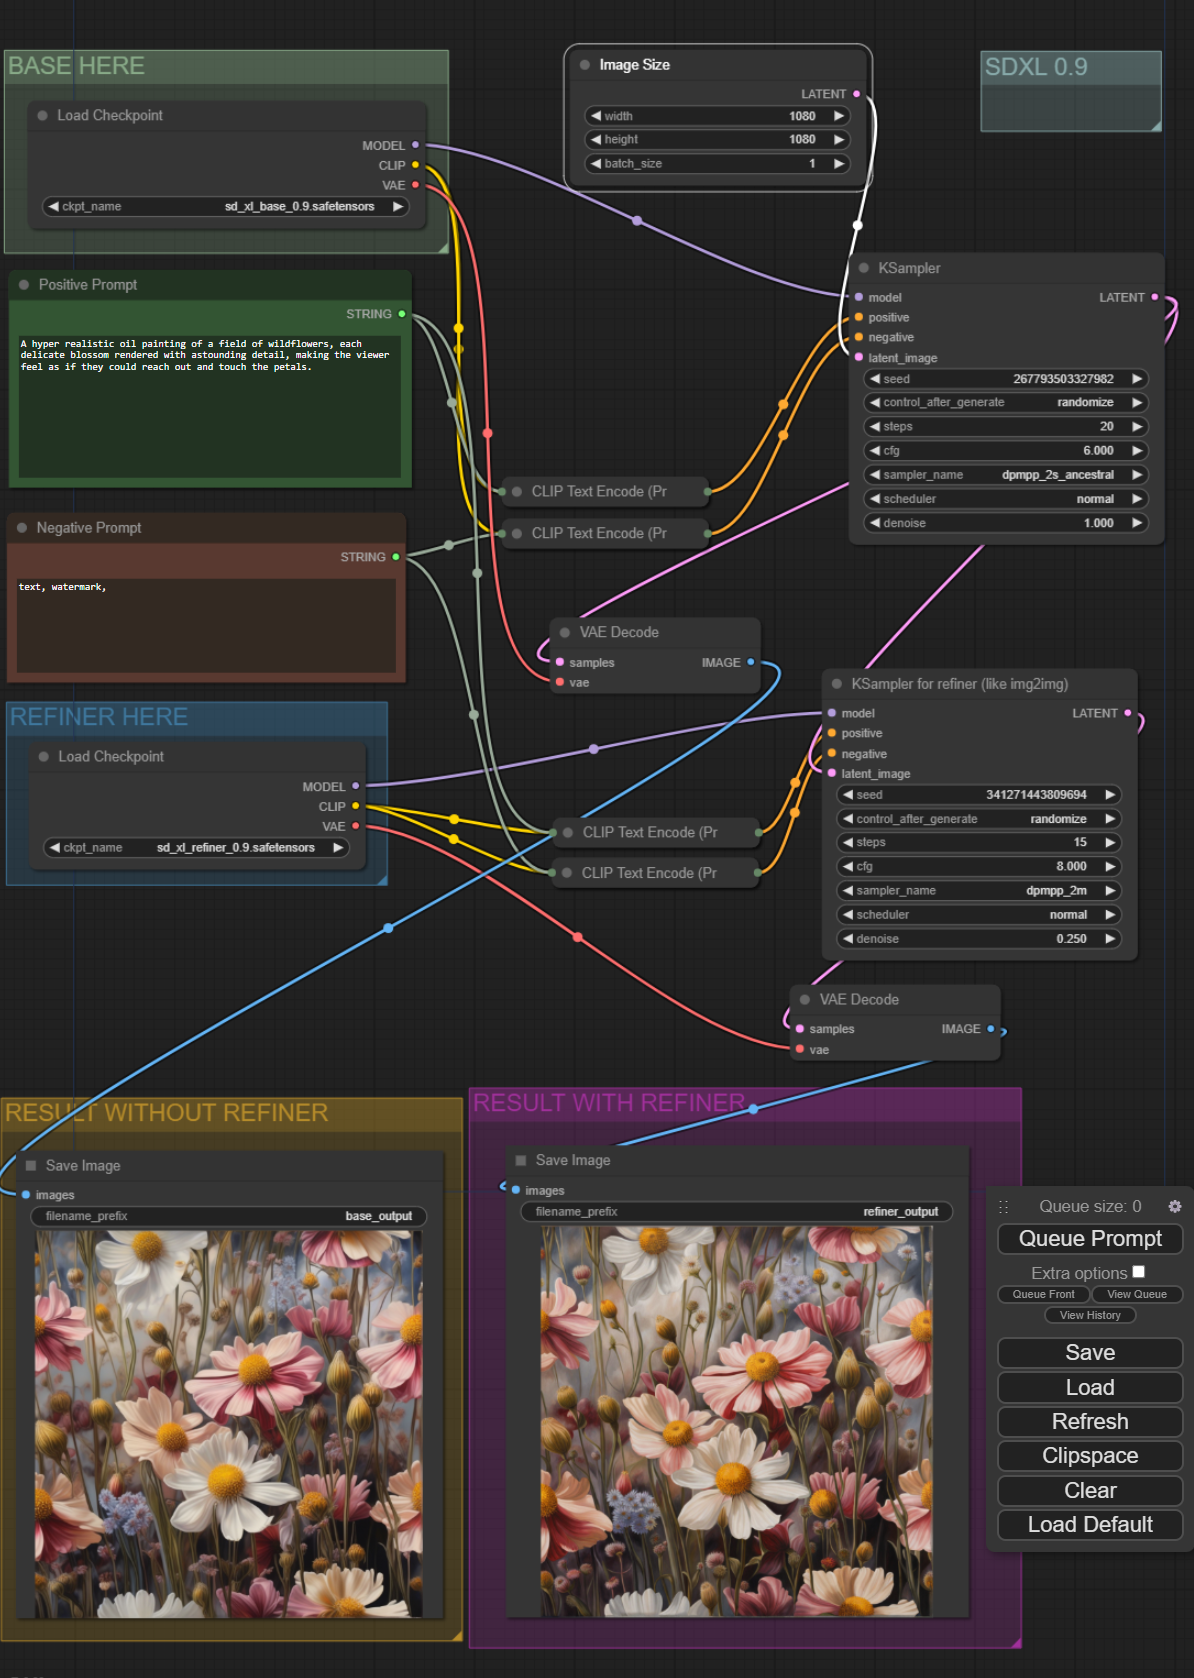 BASE HERE
Load Checkpoint
MODEL
CLIP
VAE
ckpt_name sd_xl_base_0.9.safetensors
Image Size
LATENT
width 1080
height 1080
batch_size 1
SDXL 0.9
Positive Prompt
STRING
A hyper realistic oil painting of a field of wildflowers, each
delicate blossom rendered with astounding detail, making the viewer
feel as if they could reach out and touch the petals.
KSampler
model LATENT
positive
negative
latent_image
seed 267793503327982
control_after_generate randomize
steps 20
cfg 6.000
sampler_name dpmpp_2s_ancestral
scheduler normal
denoise 1.000
CLIP Text Encode (Pr
CLIP Text Encode (Pr
Negative Prompt
STRING
text, watermark,
VAE Decode
samples IMAGE
vae
REFINER HERE
Load Checkpoint
MODEL
CLIP
VAE
ckpt_name sd_xl_refiner_0.9.safetensors
KSampler for refiner (like img2img)
model LATENT
positive
negative
latent_image
seed 341271443809694
control_after_generate randomize
steps 15
cfg 8.000
sampler_name dpmpp_2m
scheduler normal
denoise 0.250
CLIP Text Encode (Pr
CLIP Text Encode (Pr
VAE Decode
samples IMAGE
vae
RESULT WITHOUT REFINER
Save Image
images
filename_prefix base_output
RESULT WITH REFINER
Save Image
images
filename_prefix refiner_output
Queue size: 0
Queue Prompt
Extra options
Queue Front View Queue
View History
Save
Load
Refresh
Clipspace
Clear
Load Default